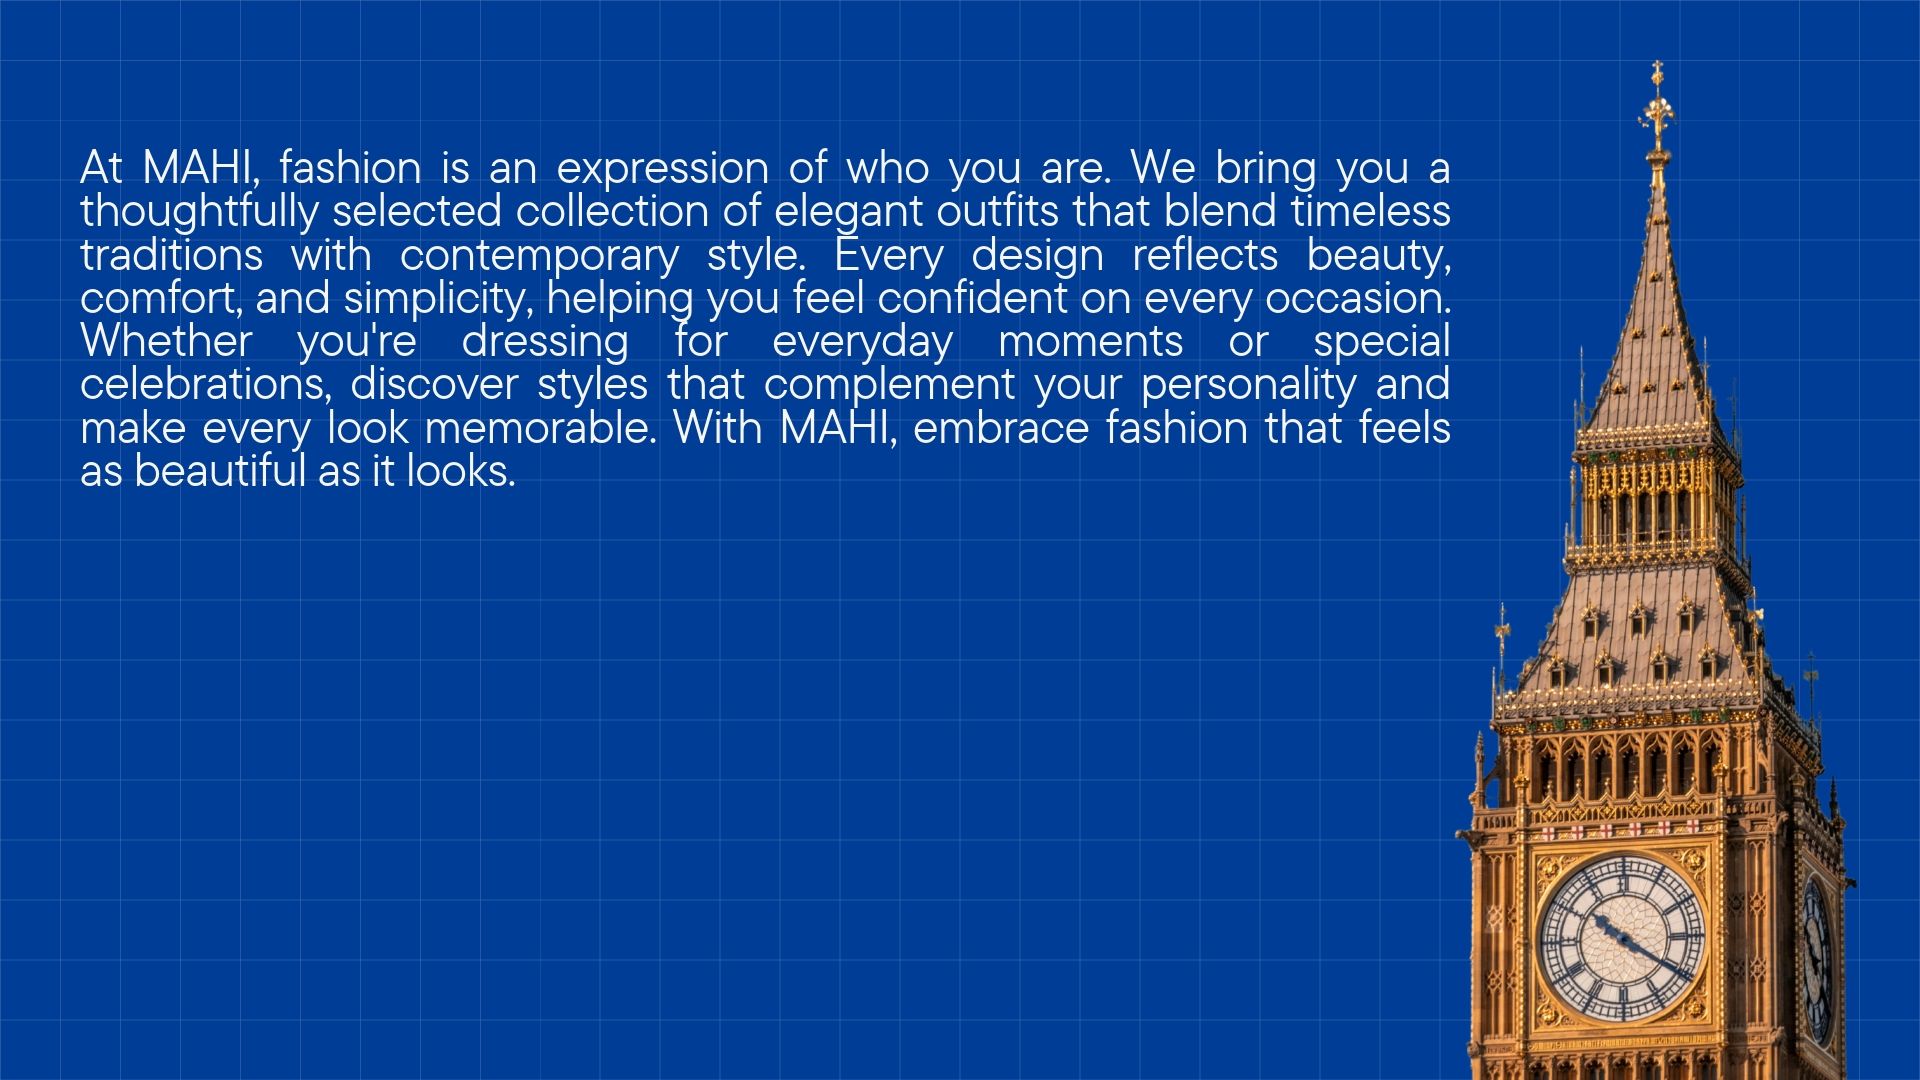 At MAHI, fashion is an expression of who you are. We bring you a
thoughtfully selected collection of elegant outfits that blend timeless
traditions with contemporary style. Every design reflects beauty,
comfort, and simplicity, helping you feel confident on every occasion.
Whether you're dressing for everyday moments or special
celebrations, discover styles that complement your personality and
make every look memorable. With MAHI, embrace fashion that feels
as beautiful as it looks.